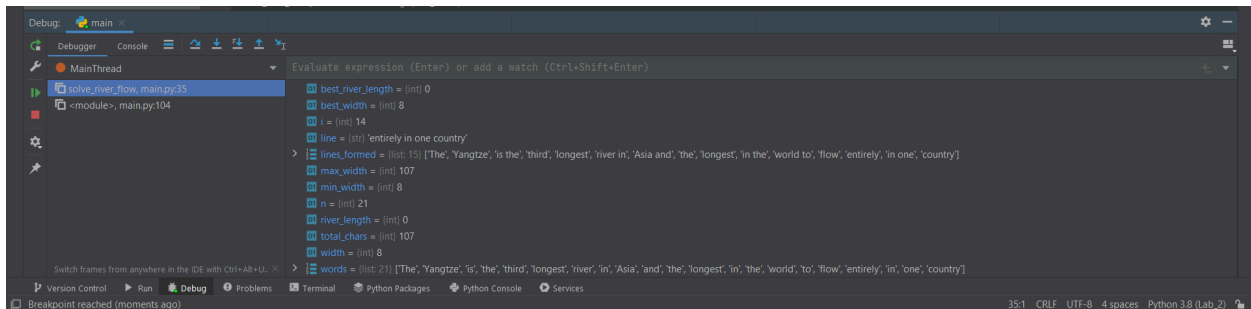 Debug: main
Debugger Console
MainThread Evaluate expression (Enter) or add a watch (Ctrl+Shift+Enter)
solve_river_flow, main.py:35
<module>, main.py:104
best_river_length = {int} 0
best_width = {int} 8
i = {int} 14
line = {str} 'entirely in one country'
lines_formed = {list: 15} ['The', 'Yangtze', 'is the', 'third', 'longest', 'river in', 'Asia and', 'the', 'longest', 'in the', 'world to', 'flow', 'entirely', 'in one', 'country']
max_width = {int} 107
min_width = {int} 8
n = {int} 21
river_length = {int} 0
total_chars = {int} 107
width = {int} 8
words = {list: 21} ['The', 'Yangtze', 'is', 'the', 'third', 'longest', 'river', 'in', 'Asia', 'and', 'the', 'longest', 'in', 'the', 'world', 'to', 'flow', 'entirely', 'in', 'one', 'country']
Switch frames from anywhere in the IDE with Ctrl+Alt+U...
Version Control Run Debug Problems Terminal Python Packages Python Console Services
Breakpoint reached (moments ago) 35:1 CRLF UTF-8 4 spaces Python 3.8 (Lab_2)